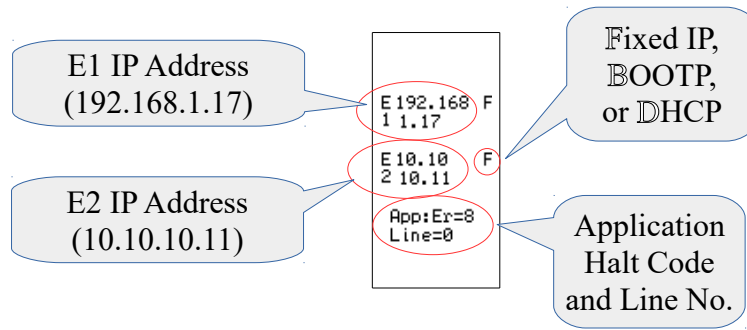 E1 IP Address
(192.168.1.17)
E2 IP Address
(10.10.10.11)
E 192.168 F
1 1.17
E 10.10 F
2 10.11
App:Er=8
Line=0
𝔽ixed IP,
𝔹OOTP,
or 𝔻HCP
Application
Halt Code
and Line No.